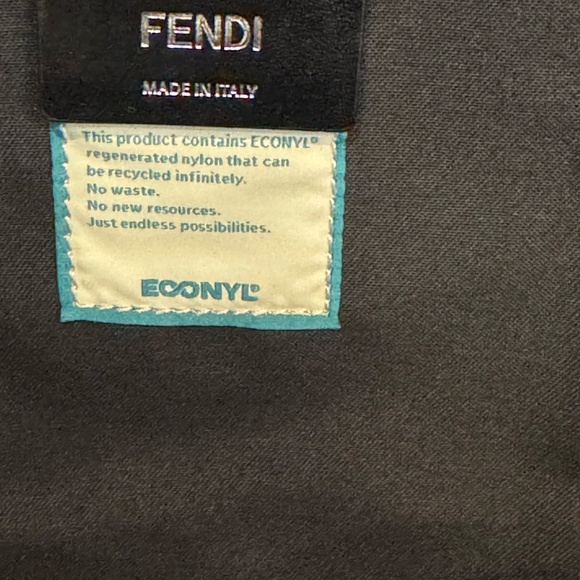 FENDI
MADE IN ITALY
This product contains ECONYL®
regenerated nylon that can
be recycled infinitely.
No waste.
No new resources.
Just endless possibilities.
ECONYL®